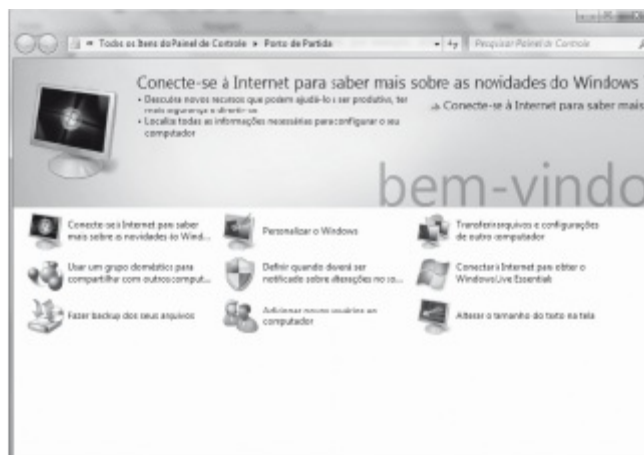 Todos os Itens do Painel de Controle » Ponto de Partida
Pesquisar Painel de Controle
Conecte-se à Internet para saber mais sobre as novidades do Windows
• Descubra novos recursos que podem ajudá-lo a ser produtivo, ter
mais segurança e divertir-se
• Localize todas as informações necessárias para configurar o seu
computador
Conecte-se à Internet para saber mais
bem-vindo
Conecte-se à Internet para saber
mais sobre as novidades do Wind...
Personalizar o Windows
Transferir arquivos e configurações
de outro computador
Usar um grupo doméstico para
compartilhar com outros comput...
Definir quando deverá ser
notificado sobre alterações no co...
Conectar à Internet para obter o
Windows Live Essentials
Fazer backup dos seus arquivos
Adicionar novos usuários ao
computador
Alterar o tamanho do texto na tela